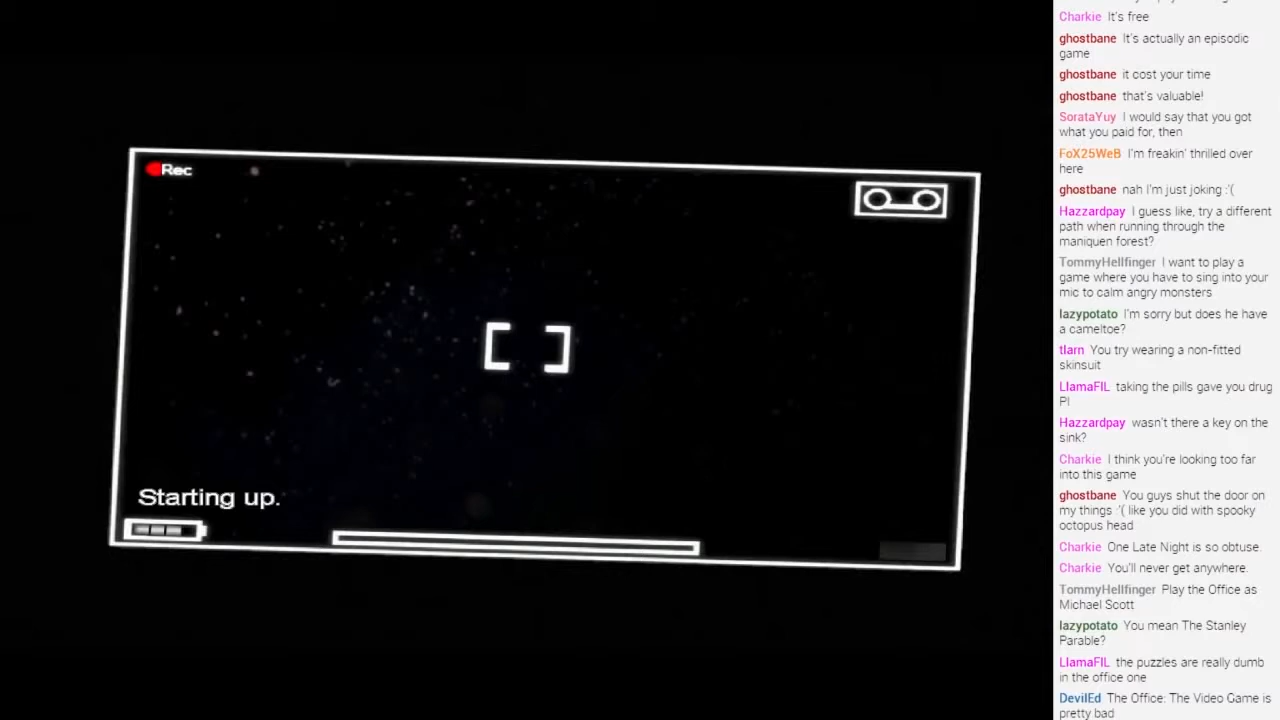 Rec
Starting up.
Charkie It's free
ghostbane It's actually an episodic
game
ghostbane it cost your time
ghostbane that's valuable!
SorataYuy I would say that you got
what you paid for, then
FoX25WeB I'm freakin' thrilled over
here
ghostbane nah I'm just joking :'(
Hazzardpay I guess like, try a different
path when running through the
maniquen forest?
TommyHellfinger I want to play a
game where you have to sing into your
mic to calm angry monsters
lazypotato I'm sorry but does he have
a cameltoe?
tlarn You try wearing a non-fitted
skinsuit
LlamaFIL taking the pills gave you drug
P!
Hazzardpay wasn't there a key on the
sink?
Charkie I think you're looking too far
into this game
ghostbane You guys shut the door on
my things :'( like you did with spooky
octopus head
Charkie One Late Night is so obtuse.
Charkie You'll never get anywhere.
TommyHellfinger Play the Office as
Michael Scott
lazypotato You mean The Stanley
Parable?
LlamaFIL the puzzles are really dumb
in the office one
DevilEd The Office: The Video Game is
pretty bad